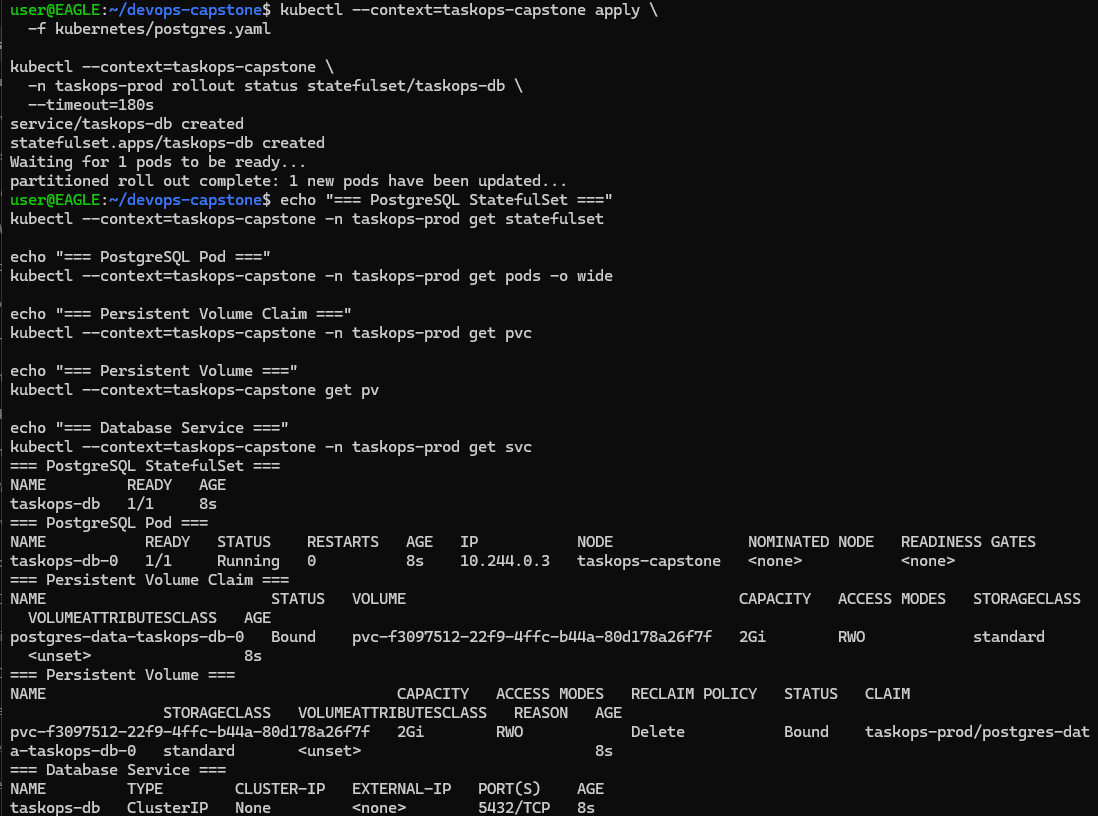 user@EAGLE:~/devops-capstone$ kubectl --context=taskops-capstone apply \
  -f kubernetes/postgres.yaml

kubectl --context=taskops-capstone \
  -n taskops-prod rollout status statefulset/taskops-db \
  --timeout=180s
service/taskops-db created
statefulset.apps/taskops-db created
Waiting for 1 pods to be ready...
partitioned roll out complete: 1 new pods have been updated...
user@EAGLE:~/devops-capstone$ echo "=== PostgreSQL StatefulSet ==="
kubectl --context=taskops-capstone -n taskops-prod get statefulset

echo "=== PostgreSQL Pod ==="
kubectl --context=taskops-capstone -n taskops-prod get pods -o wide

echo "=== Persistent Volume Claim ==="
kubectl --context=taskops-capstone -n taskops-prod get pvc

echo "=== Persistent Volume ==="
kubectl --context=taskops-capstone get pv

echo "=== Database Service ==="
kubectl --context=taskops-capstone -n taskops-prod get svc
=== PostgreSQL StatefulSet ===
NAME         READY   AGE
taskops-db   1/1     8s
=== PostgreSQL Pod ===
NAME           READY   STATUS    RESTARTS   AGE   IP           NODE               NOMINATED NODE   READINESS GATES
taskops-db-0   1/1     Running   0          8s    10.244.0.3   taskops-capstone   <none>           <none>
=== Persistent Volume Claim ===
NAME                         STATUS   VOLUME                                     CAPACITY   ACCESS MODES   STORAGECLASS
  VOLUMEATTRIBUTESCLASS   AGE
postgres-data-taskops-db-0   Bound    pvc-f3097512-22f9-4ffc-b44a-80d178a26f7f   2Gi        RWO            standard
  <unset>                 8s
=== Persistent Volume ===
NAME                                       CAPACITY   ACCESS MODES   RECLAIM POLICY   STATUS   CLAIM
                 STORAGECLASS   VOLUMEATTRIBUTESCLASS   REASON   AGE
pvc-f3097512-22f9-4ffc-b44a-80d178a26f7f   2Gi        RWO            Delete           Bound    taskops-prod/postgres-dat
a-taskops-db-0   standard       <unset>                          8s
=== Database Service ===
NAME         TYPE        CLUSTER-IP   EXTERNAL-IP   PORT(S)    AGE
taskops-db   ClusterIP   None         <none>        5432/TCP   8s